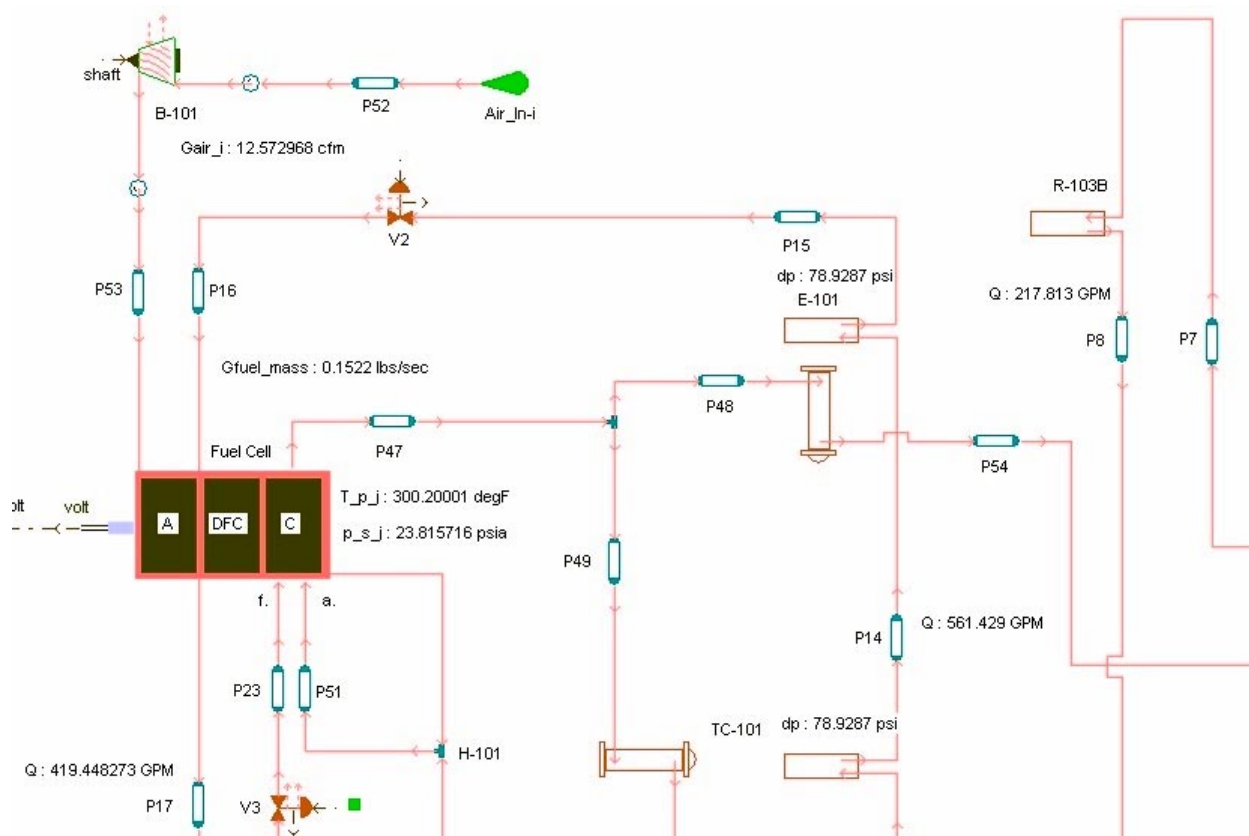 shaft
B-101
P52
Air_In-i
Gair_i : 12.572968 cfm
R-103B
V2
P15
P53
P16
dp : 78.9287 psi
E-101
Q : 217.813 GPM
P8
P7
Gfuel_mass : 0.1522 lbs/sec
P48
P47
Fuel Cell
P54
T_p_j : 300.20001 degF
olt
volt
A
DFC
C
p_s_j : 23.815716 psia
P49
f.
a.
P14
Q : 561.429 GPM
P23
P51
TC-101
dp : 78.9287 psi
H-101
Q : 419.448273 GPM
P17
V3